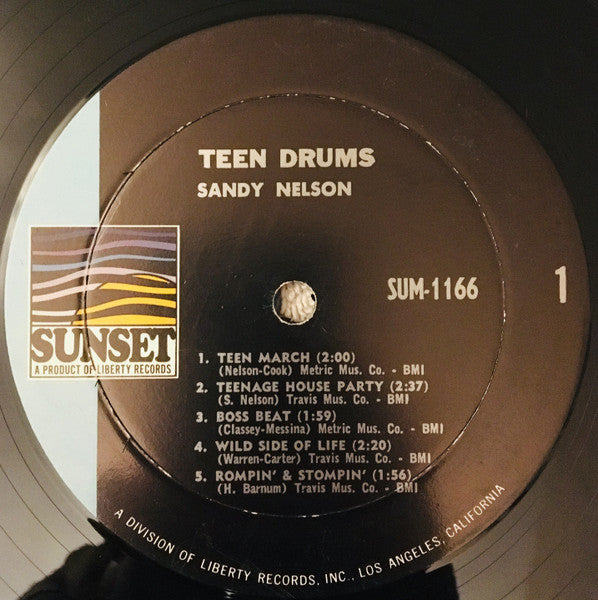 TEEN DRUMS
SANDY NELSON
SUM-1166
1
SUNSET
A PRODUCT OF LIBERTY RECORDS
1. TEEN MARCH (2:00)
(Nelson-Cook) Metric Mus. Co. - BMI
2. TEENAGE HOUSE PARTY (2:37)
(S. Nelson) Travis Mus. Co. - BMI
3. BOSS BEAT (1:59)
(Classey-Messina) Metric Mus. Co. - BMI
4. WILD SIDE OF LIFE (2:20)
(Warren-Carter) Travis Mus. Co. - BMI
5. ROMPIN' & STOMPIN' (1:56)
(H. Barnum) Travis Mus. Co. - BMI
A DIVISION OF LIBERTY RECORDS, INC., LOS ANGELES, CALIFORNIA